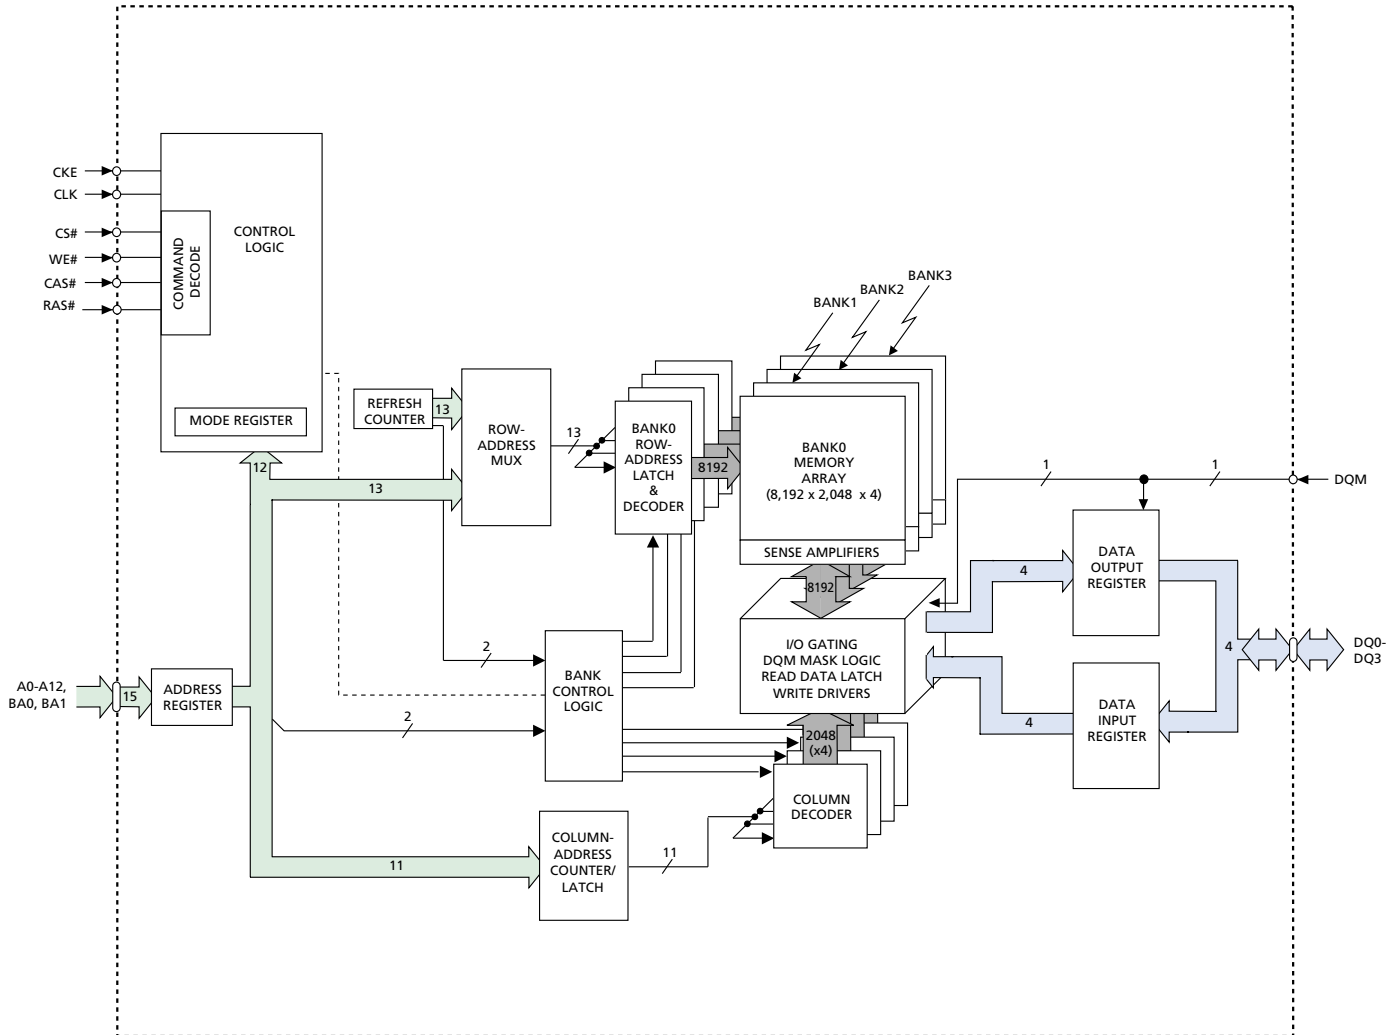 CKE
CLK
CS#
WE#
CAS#
RAS#
CONTROL
LOGIC
COMMAND
DECODE
MODE REGISTER
12
REFRESH
COUNTER
13
13
ROW-
ADDRESS
MUX
13
BANK0
ROW-
ADDRESS
LATCH
&
DECODER
8192
BANK1
BANK2
BANK3
BANK0
MEMORY
ARRAY
(8,192 x 2,048 x 4)
SENSE AMPLIFIERS
8192
I/O GATING
DQM MASK LOGIC
READ DATA LATCH
WRITE DRIVERS
2048
(x4)
COLUMN
DECODER
1
1
DQM
DATA
OUTPUT
REGISTER
4
4
DQ0-
DQ3
DATA
INPUT
REGISTER
4
2
BANK
CONTROL
LOGIC
2
A0-A12,
BA0, BA1
15
ADDRESS
REGISTER
11
COLUMN-
ADDRESS
COUNTER/
LATCH
11